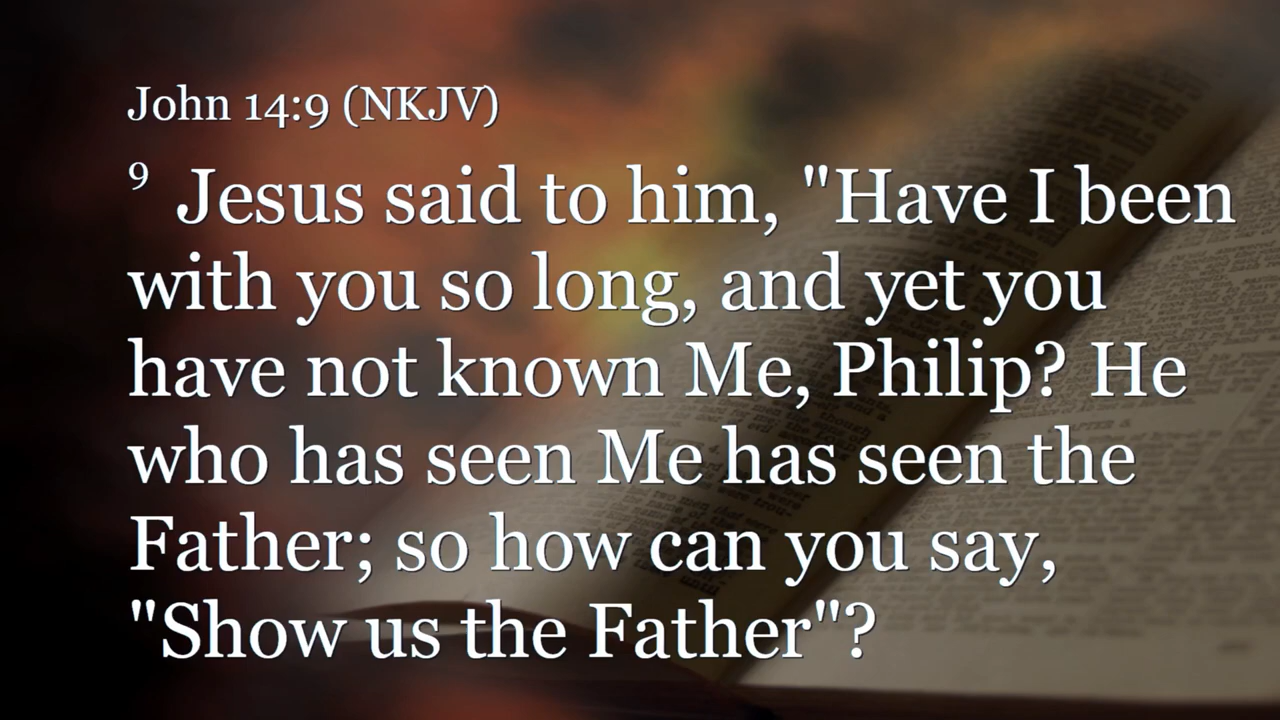 John 14:9 (NKJV)
9 Jesus said to him, "Have I been
with you so long, and yet you
have not known Me, Philip? He
who has seen Me has seen the
Father; so how can you say,
"Show us the Father"?